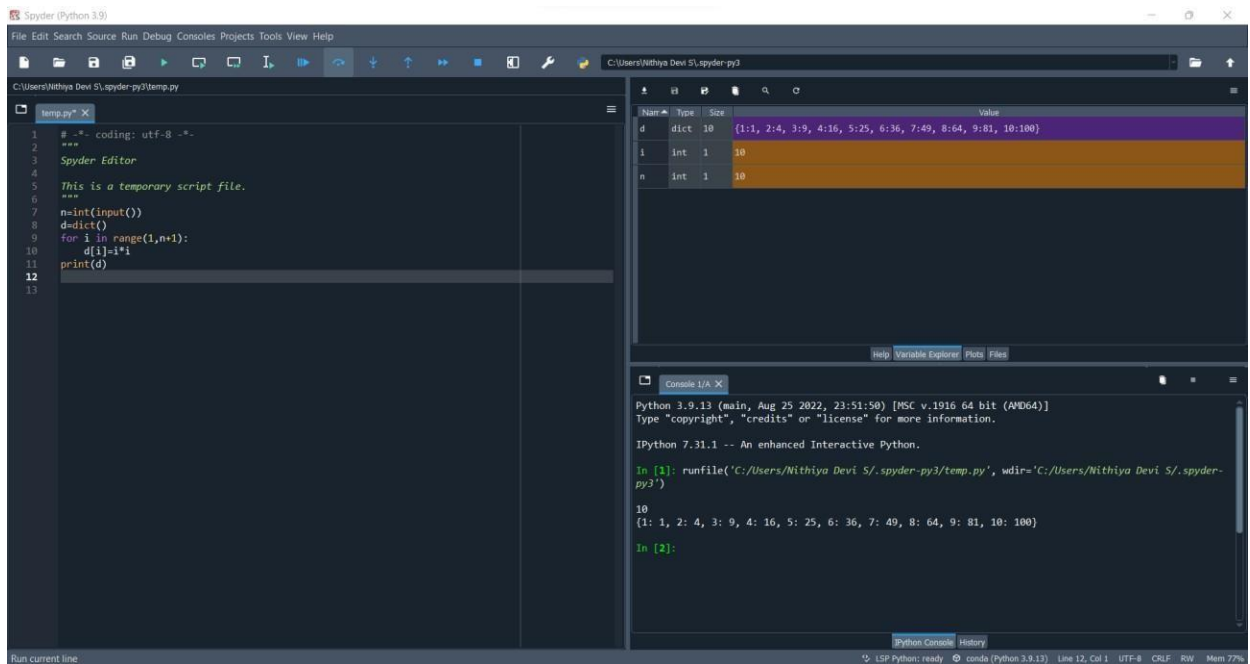 Spyder (Python 3.9)
File Edit Search Source Run Debug Consoles Projects Tools View Help
C:\Users\Nithiya Devi S\.spyder-py3
C:\Users\Nithiya Devi S\.spyder-py3\temp.py
temp.py*
1 # -*- coding: utf-8 -*-
2 """
3 Spyder Editor
4
5 This is a temporary script file.
6 """
7 n=int(input())
8 d=dict()
9 for i in range(1,n+1):
10     d[i]=i*i
11 print(d)
12
13
Nam Type Size Value
d dict 10 {1:1, 2:4, 3:9, 4:16, 5:25, 6:36, 7:49, 8:64, 9:81, 10:100}
i int 1 10
n int 1 10
Help Variable Explorer Plots Files
Console 1/A
Python 3.9.13 (main, Aug 25 2022, 23:51:50) [MSC v.1916 64 bit (AMD64)]
Type "copyright", "credits" or "license" for more information.
IPython 7.31.1 -- An enhanced Interactive Python.
In [1]: runfile('C:/Users/Nithiya Devi S/.spyder-py3/temp.py', wdir='C:/Users/Nithiya Devi S/.spyder-
py3')
10
{1: 1, 2: 4, 3: 9, 4: 16, 5: 25, 6: 36, 7: 49, 8: 64, 9: 81, 10: 100}
In [2]:
IPython Console History
Run current line
LSP Python: ready conda (Python 3.9.13) Line 12, Col 1 UTF-8 CRLF RW Mem 77%